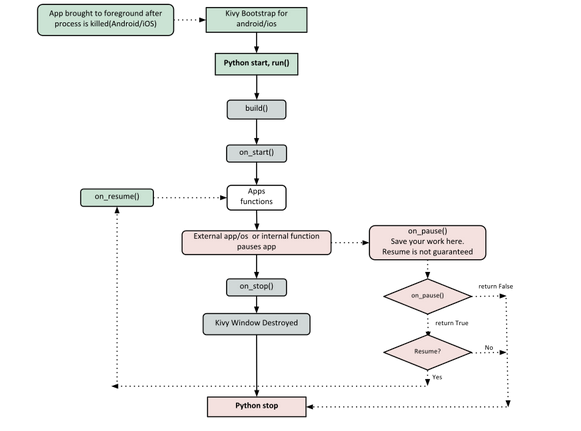 App brought to foreground after
process is killed(Android/iOS)
Kivy Bootstrap for
android/ios
Python start, run()
build()
on_start()
on_resume()
Apps
functions
External app/os or internal function
pauses app
on_pause()
Save your work here.
Resume is not guaranteed
on_stop()
on_pause()
return False
Kivy Window Destroyed
return True
Resume?
No
Yes
Python stop